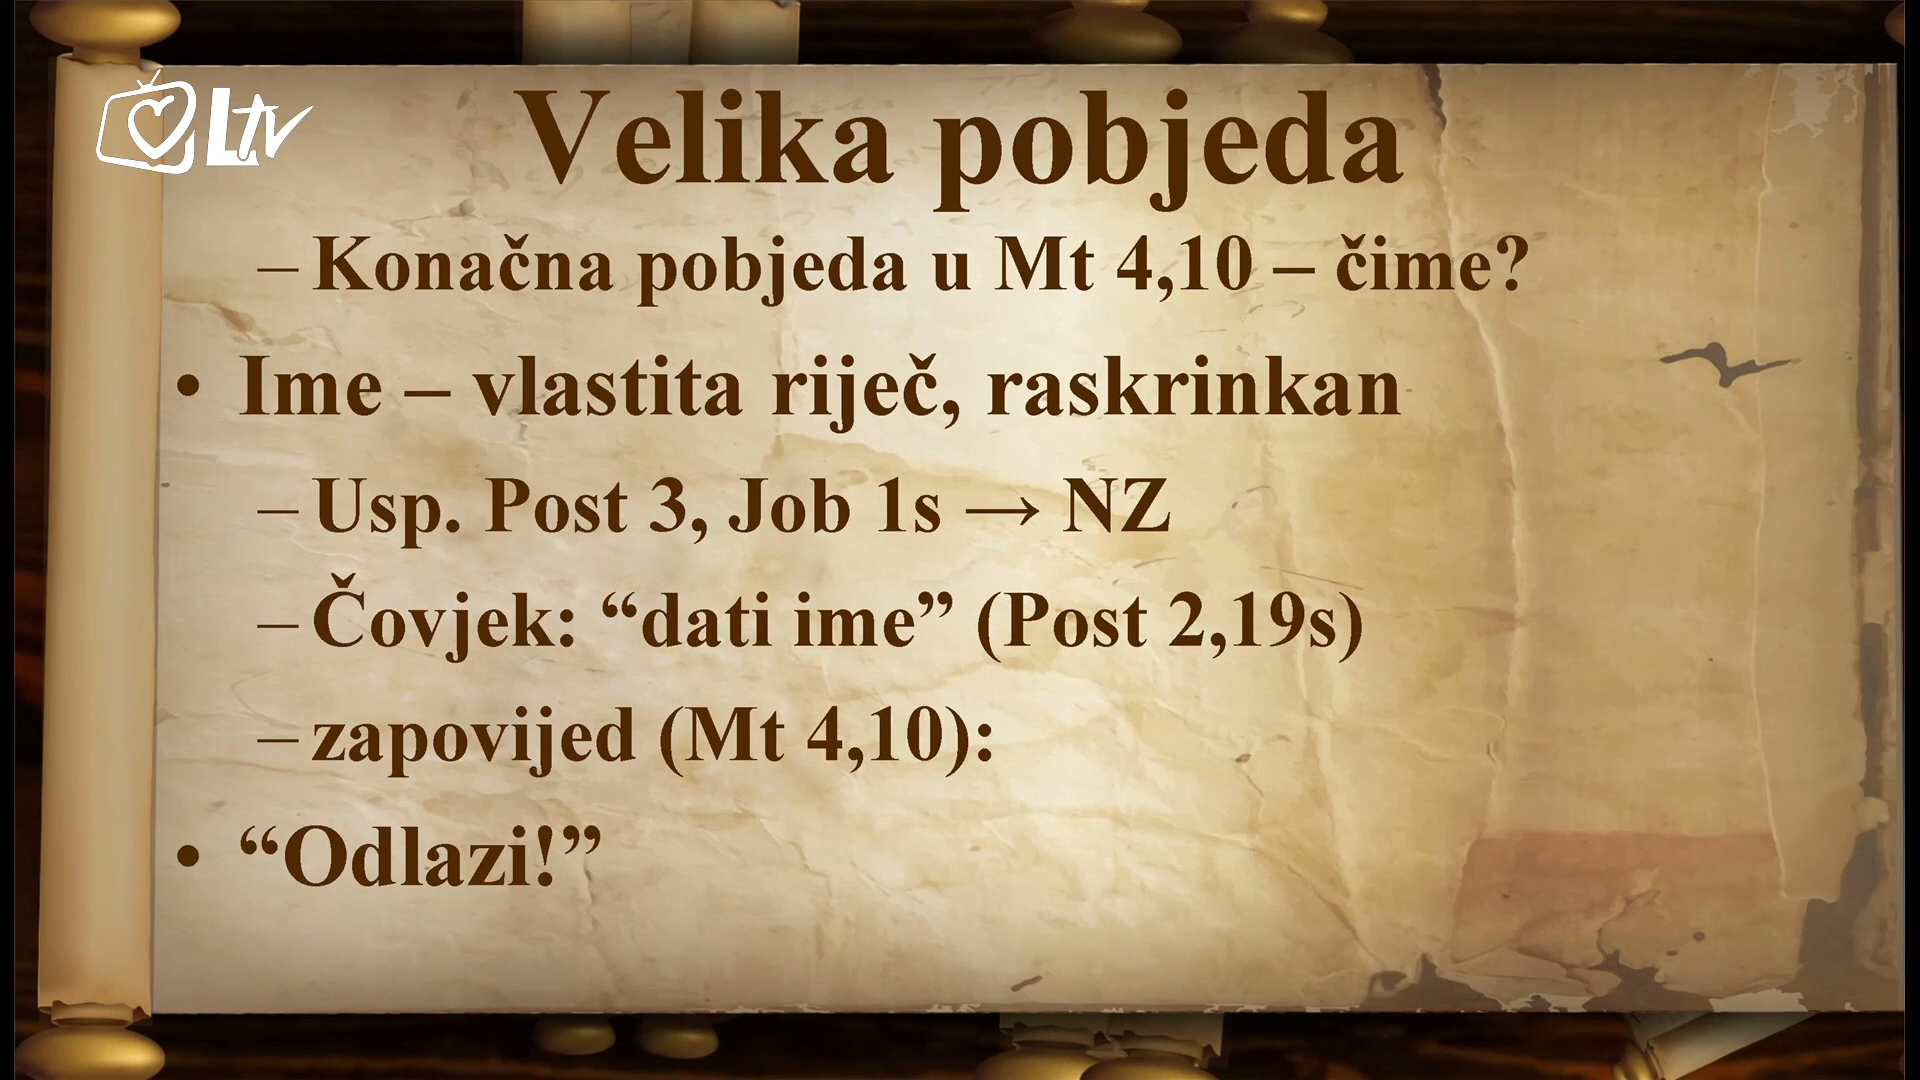 LTV
Velika pobjeda
– Konačna pobjeda u Mt 4,10 – čime?
• Ime – vlastita riječ, raskrinkan
– Usp. Post 3, Job 1s → NZ
– Čovjek: “dati ime” (Post 2,19s)
– zapovijed (Mt 4,10):
• “Odlazi!”